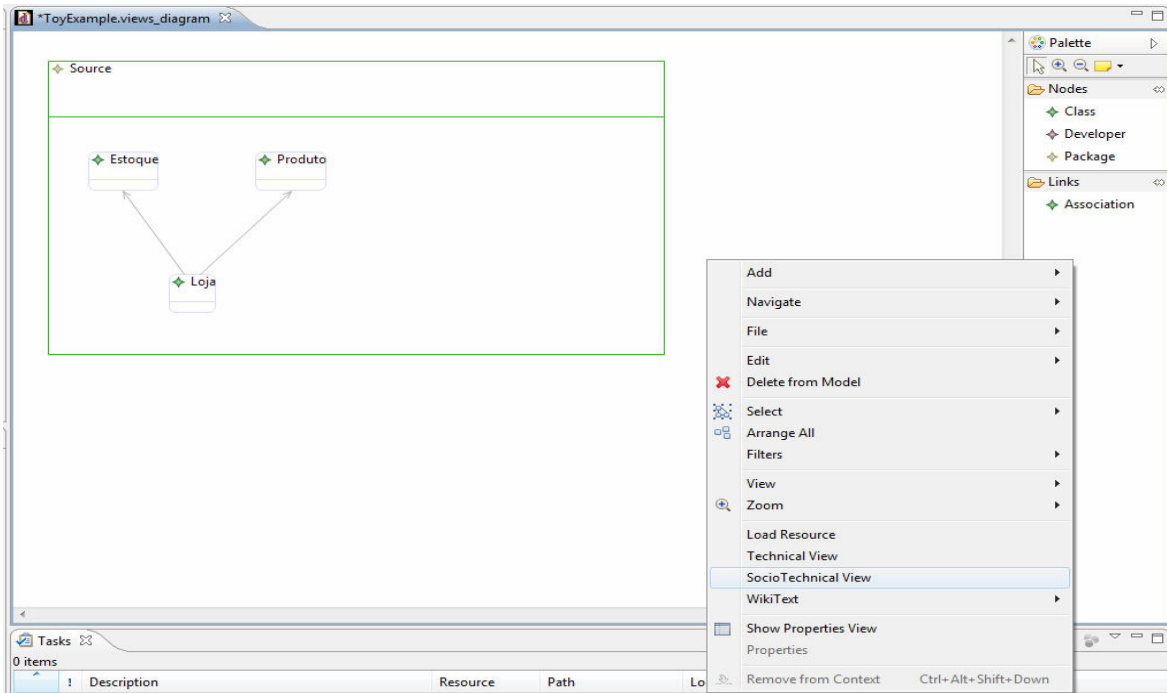 *ToyExample.views_diagram
Source
Estoque
Produto
Loja
Palette
Nodes
Class
Developer
Package
Links
Association
Add
Navigate
File
Edit
Delete from Model
Select
Arrange All
Filters
View
Zoom
Load Resource
Technical View
SocioTechnical View
WikiText
Show Properties View
Properties
Remove from Context Ctrl+Alt+Shift+Down
Tasks
0 items
! Description Resource Path Lo